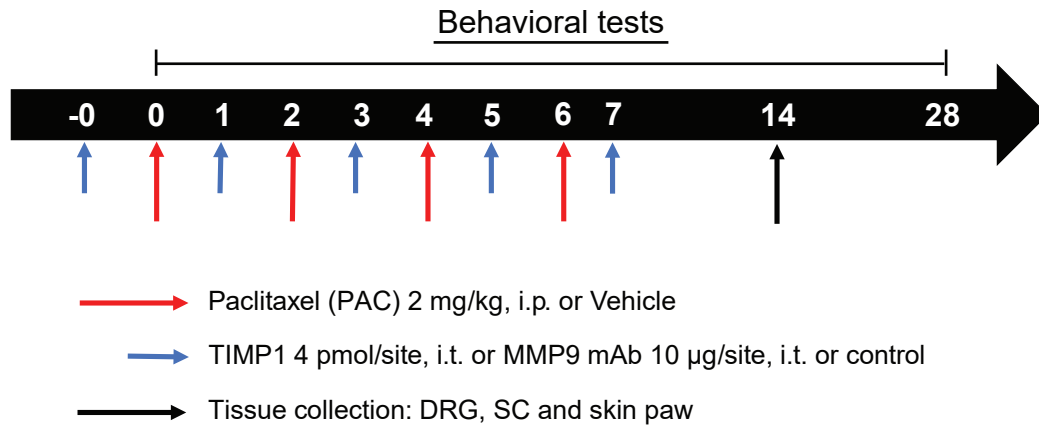 Behavioral tests
-0 0 1 2 3 4 5 6 7 14 28
Paclitaxel (PAC) 2 mg/kg, i.p. or Vehicle
TIMP1 4 pmol/site, i.t. or MMP9 mAb 10 µg/site, i.t. or control
Tissue collection: DRG, SC and skin paw